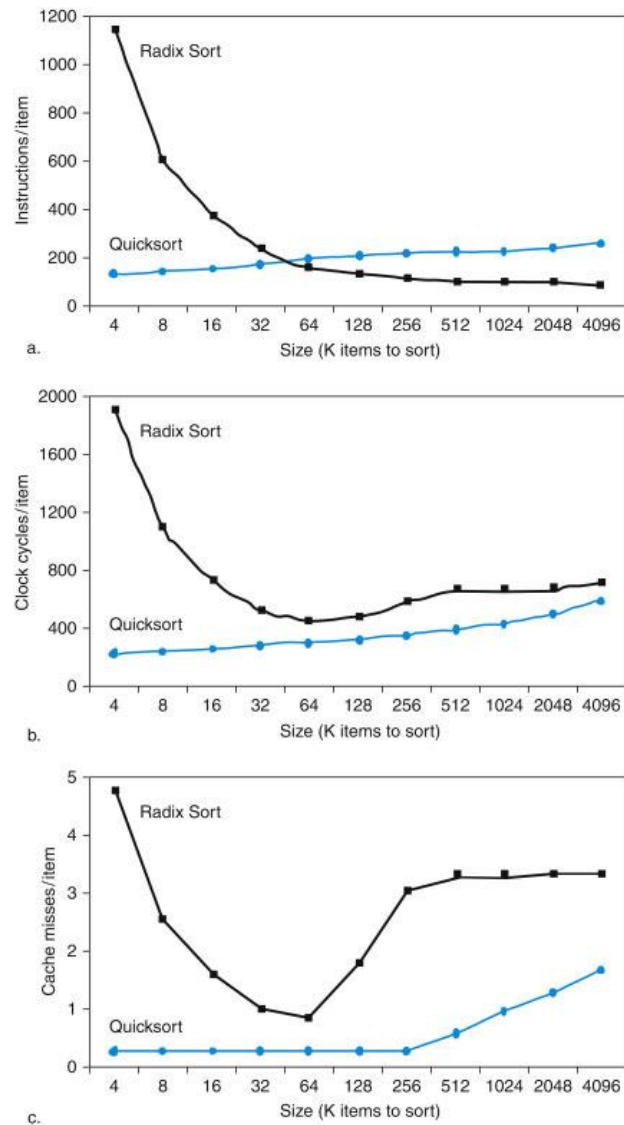 1200
1000
800
600
400
200
0
Instructions/item
Radix Sort
Quicksort
4 8 16 32 64 128 256 512 1024 2048 4096
a. Size (K items to sort)
2000
1600
1200
800
400
0
Clock cycles/item
Radix Sort
Quicksort
4 8 16 32 64 128 256 512 1024 2048 4096
b. Size (K items to sort)
5
4
3
2
1
0
Cache misses/item
Radix Sort
Quicksort
4 8 16 32 64 128 256 512 1024 2048 4096
Size (K items to sort)
c.